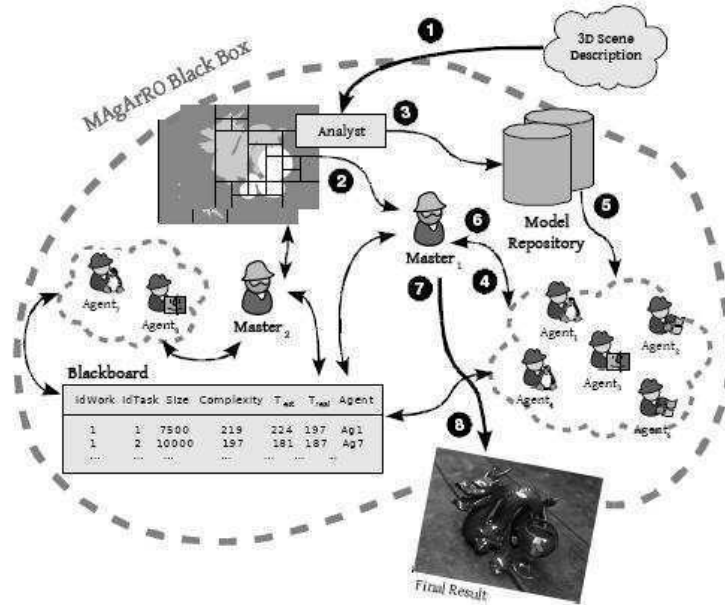 1
3D Scene
Description
MAgArRO Black Box
Analyst
3
2
5
6
Model
Repository
Master1
4
7
Agent7
Agent8
Master2
Agent1
Agent2
Agent3
Agent4
Agent5
Blackboard
IdWork IdTask Size Complexity Test Treal Agent
1 1 7500 219 224 197 Ag1
1 2 10000 197 181 187 Ag7
... ... ... ... ... ... ..
8
Final Result